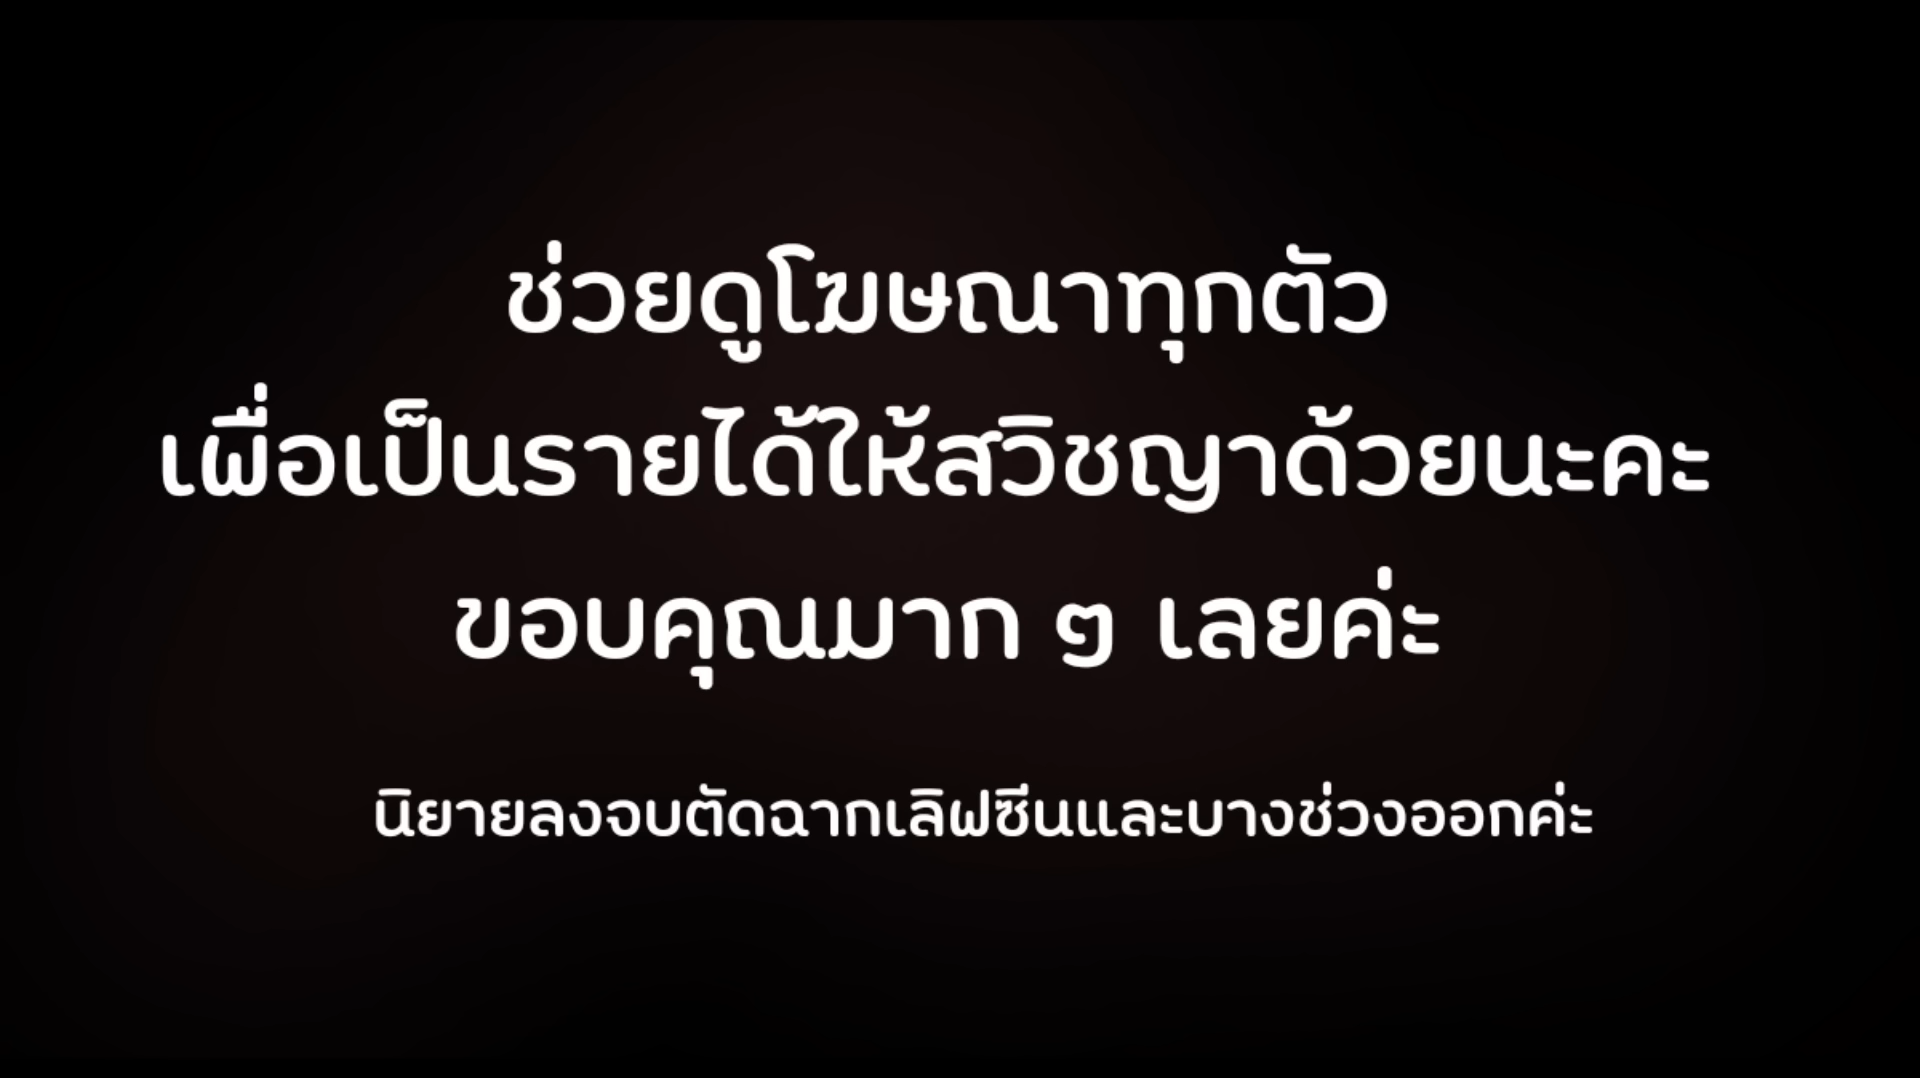 ช่วยดูโฆษณาทุกตัว
เพื่อเป็นรายได้ให้สวิชญาด้วยนะคะ
ขอบคุณมาก ๆ เลยค่ะ
นิยายลงจบตัดฉากเลิฟซีนและบางช่วงออกค่ะ